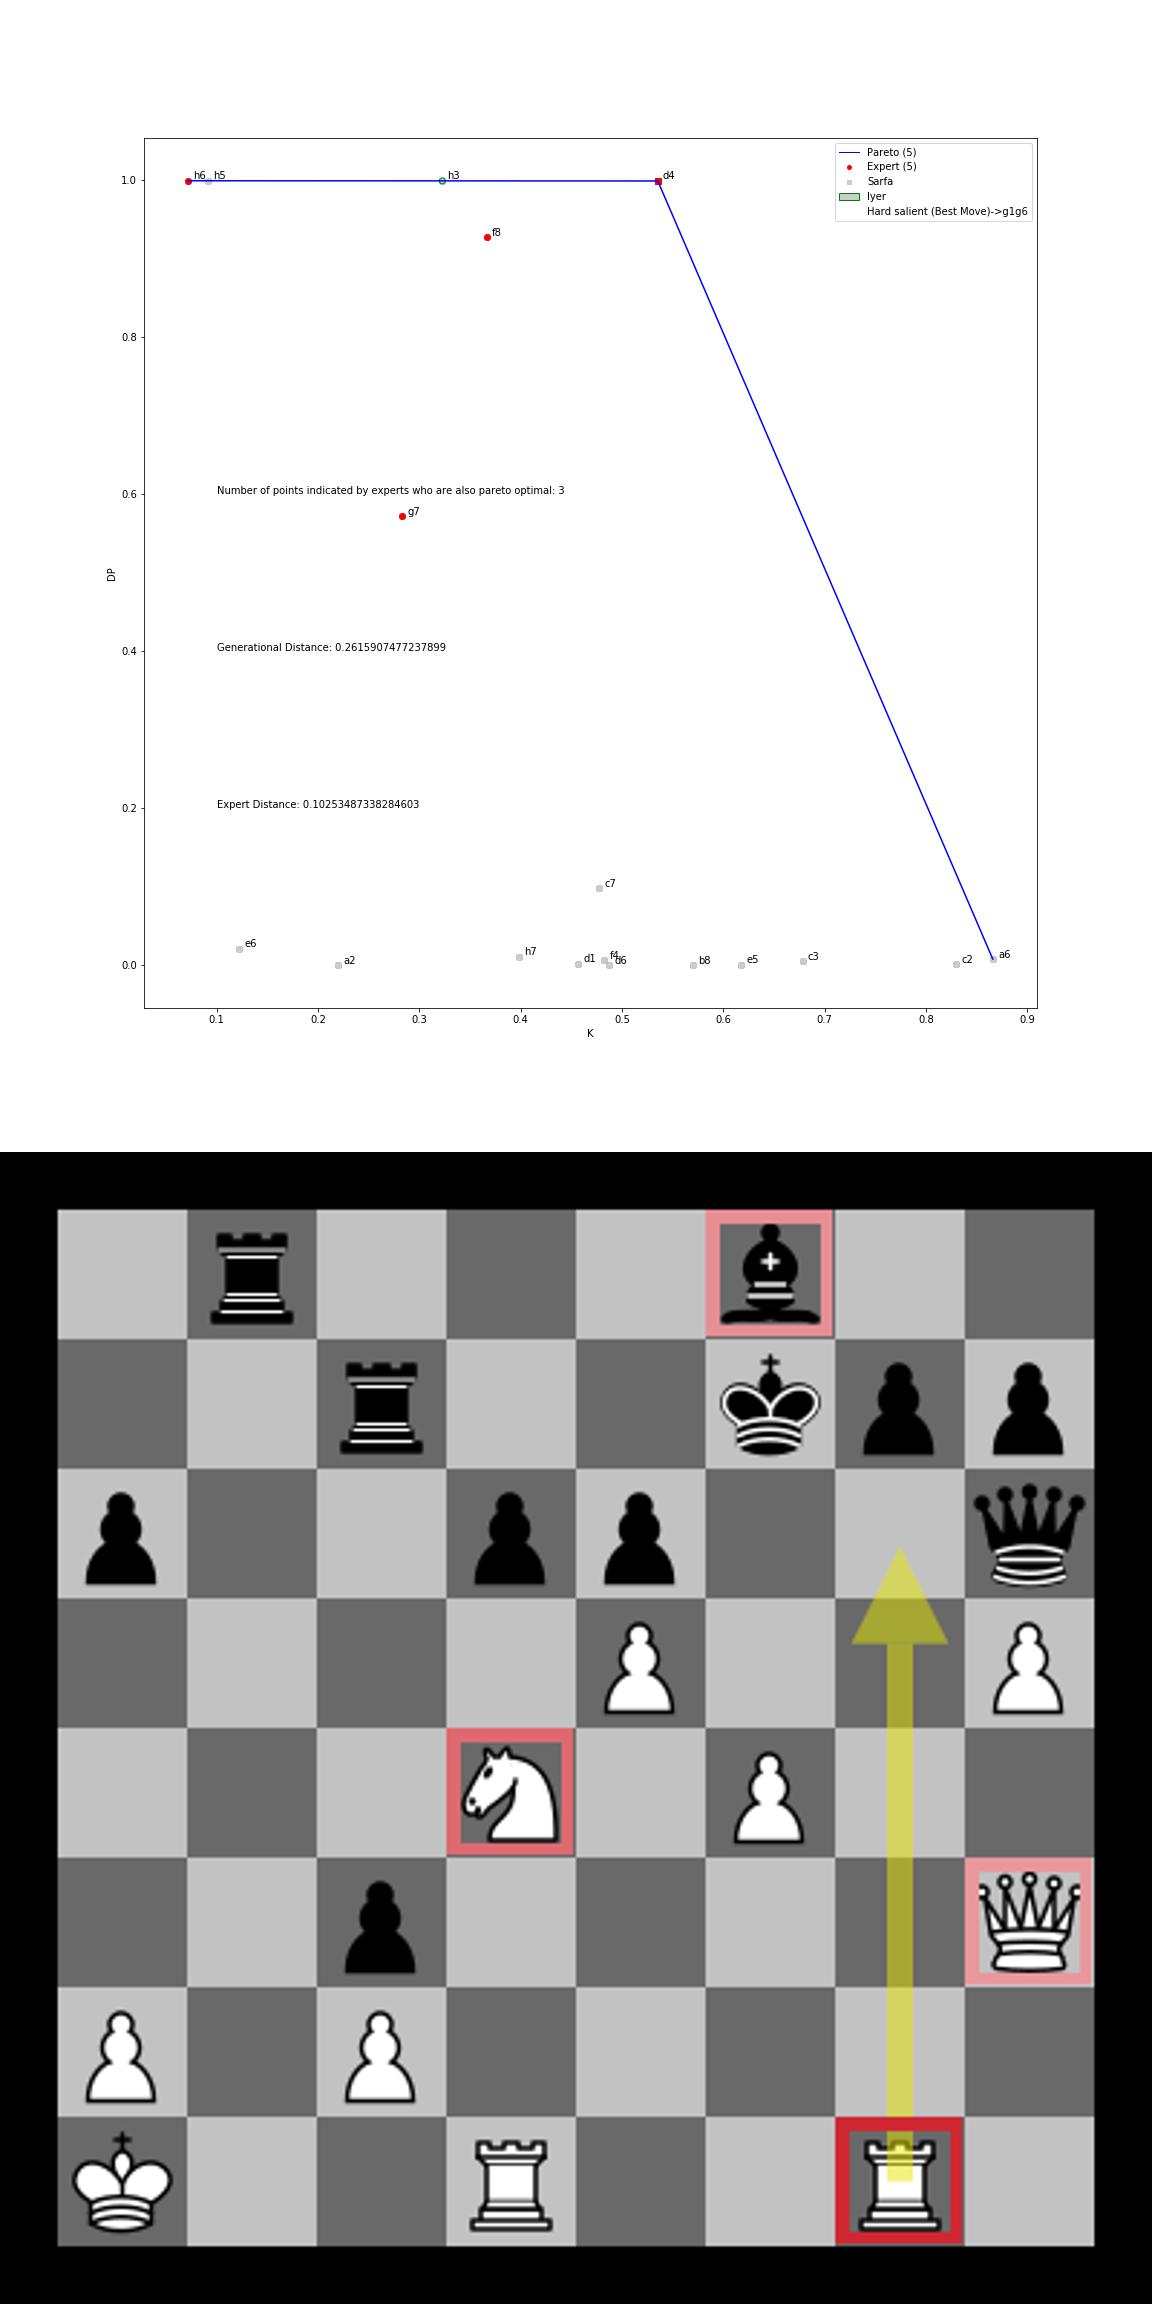 Pareto (5)
Expert (5)
Sarfa
Iyer
Hard salient (Best Move)->g1g6
1.0
h6
h5
h3
d4
f8
0.8
0.6
Number of points indicated by experts who are also pareto optimal: 3
g7
DP
0.4
Generational Distance: 0.2615907477237899
0.2
Expert Distance: 0.10253487338284603
c7
e6
a2
h7
d1
f4
d6
b8
e5
c3
c2
a6
0.0
0.1
0.2
0.3
0.4
0.5
0.6
0.7
0.8
0.9
K